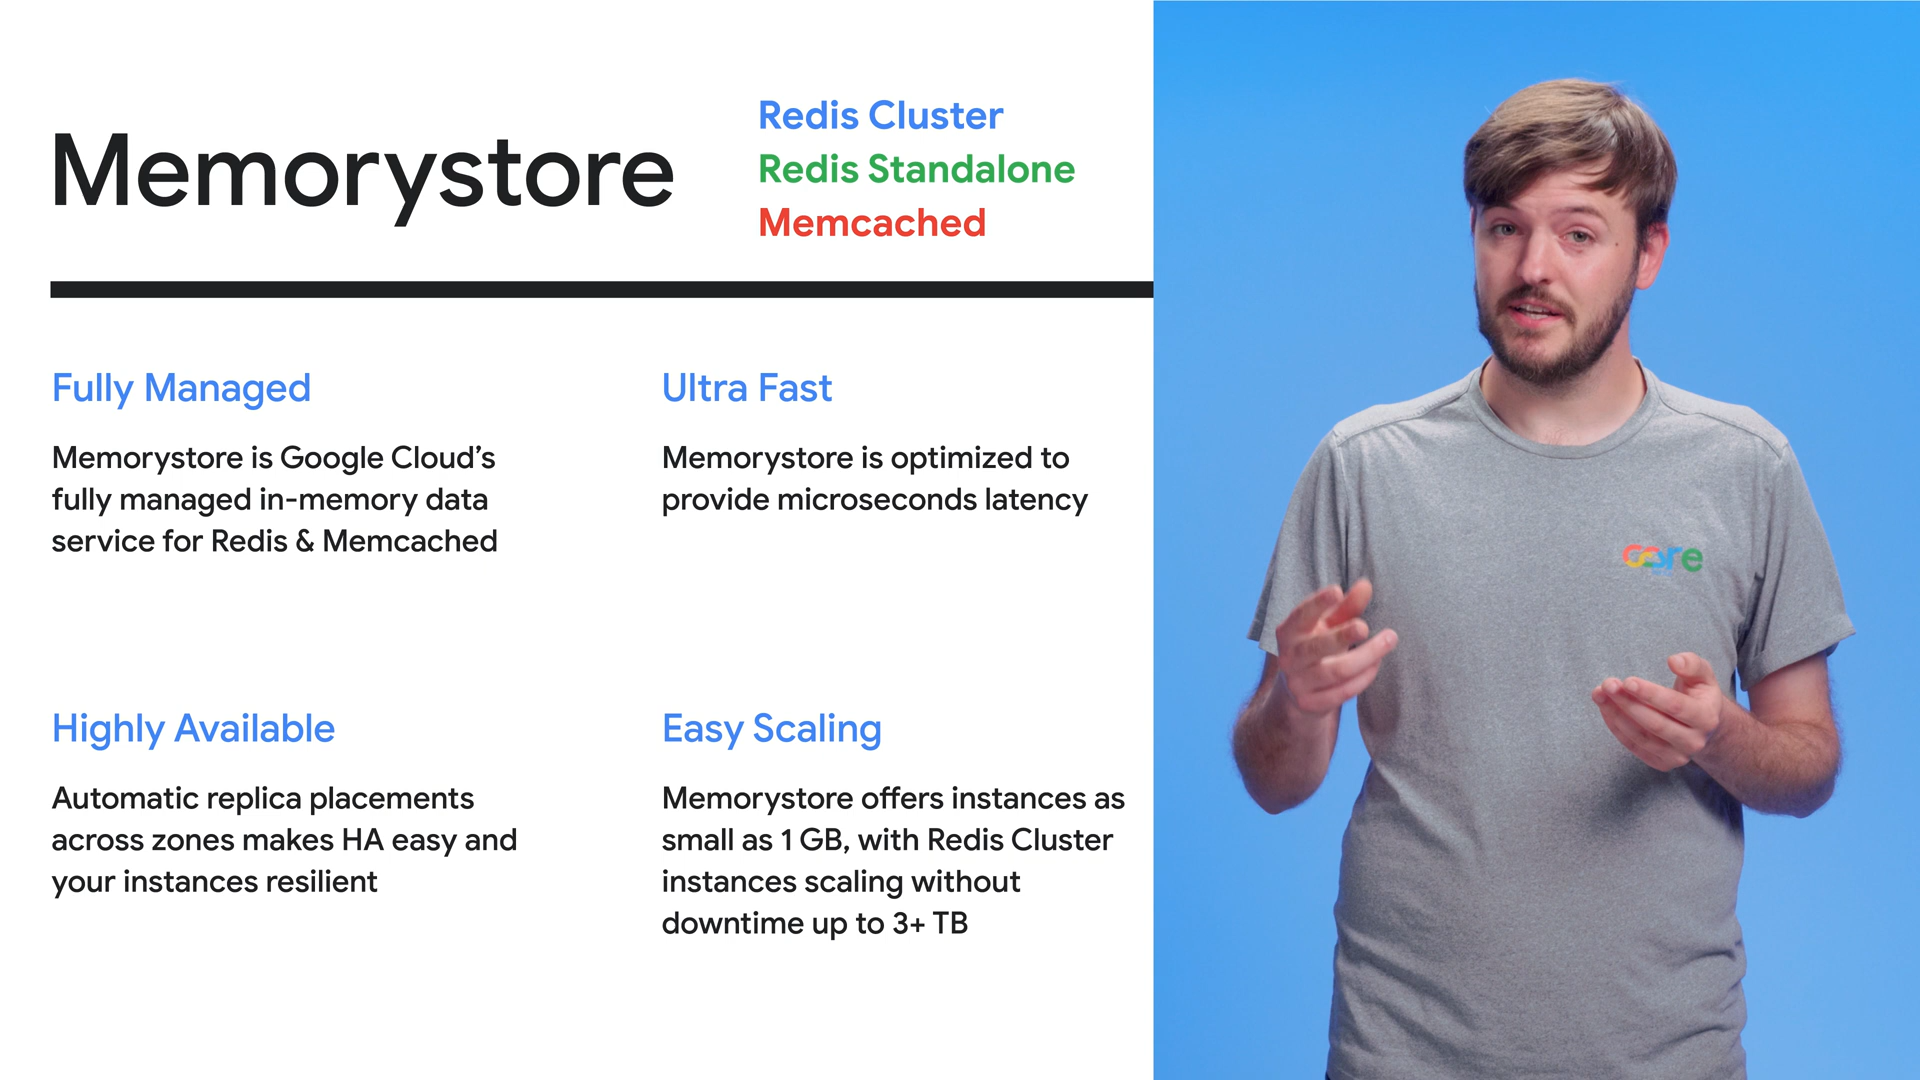 Memorystore
Redis Cluster
Redis Standalone
Memcached
Fully Managed
Memorystore is Google Cloud’s
fully managed in-memory data
service for Redis & Memcached
Ultra Fast
Memorystore is optimized to
provide microseconds latency
Highly Available
Automatic replica placements
across zones makes HA easy and
your instances resilient
Easy Scaling
Memorystore offers instances as
small as 1 GB, with Redis Cluster
instances scaling without
downtime up to 3+ TB